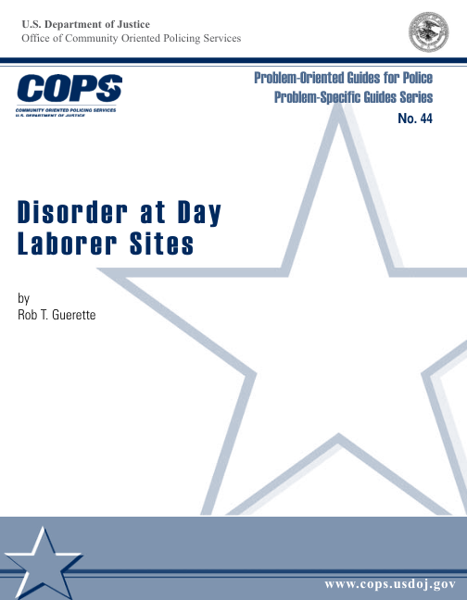 U.S. Department of Justice
Office of Community Oriented Policing Services
COPS
COMMUNITY ORIENTED POLICING SERVICES
U.S. DEPARTMENT OF JUSTICE
Problem-Oriented Guides for Police
Problem-Specific Guides Series
No. 44
Disorder at Day
Laborer Sites
by
Rob T. Guerette
www.cops.usdoj.gov